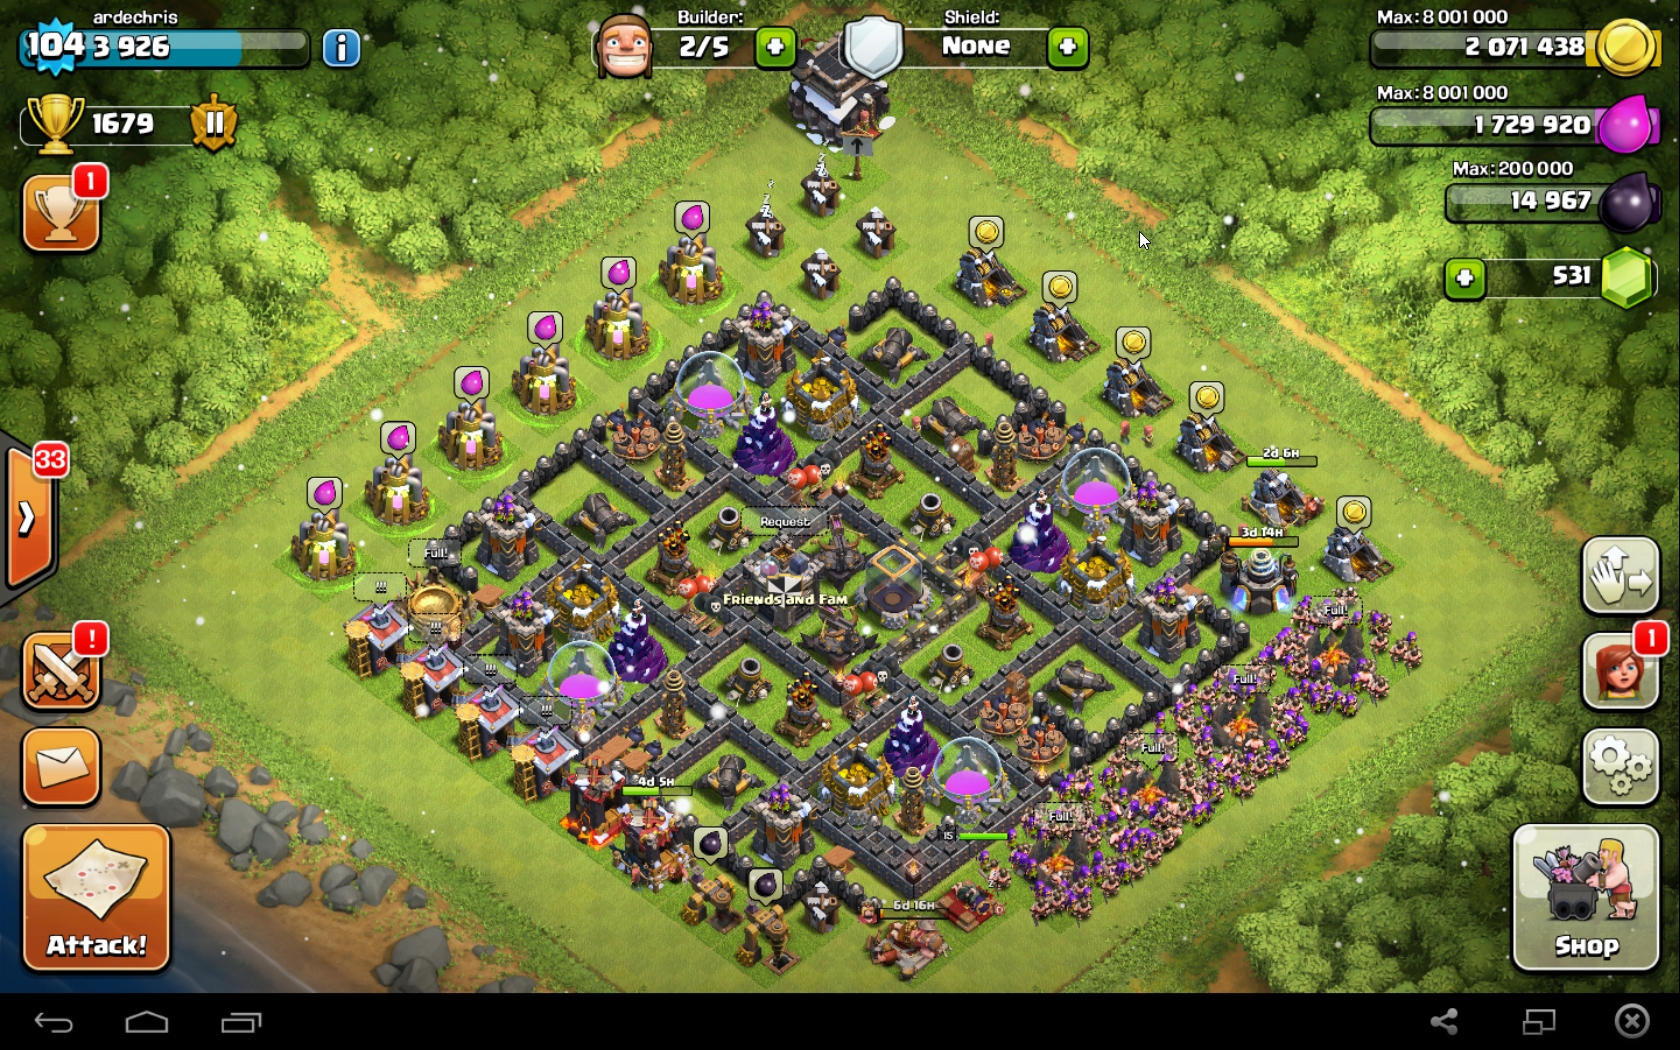 ardechris
104 3 926
Builder:
2/5
Shield:
None
Max: 8 001 000
2 071 438
Max: 8 001 000
1 729 920
Max: 200 000
14 967
531
1679
II
1
33
!
Attack!
1
Shop
2d 6H
3d 14H
Request
Full!
Friends and Fam
Full!
Full!
Full!
Full!
4d 5H
15
6d 16H